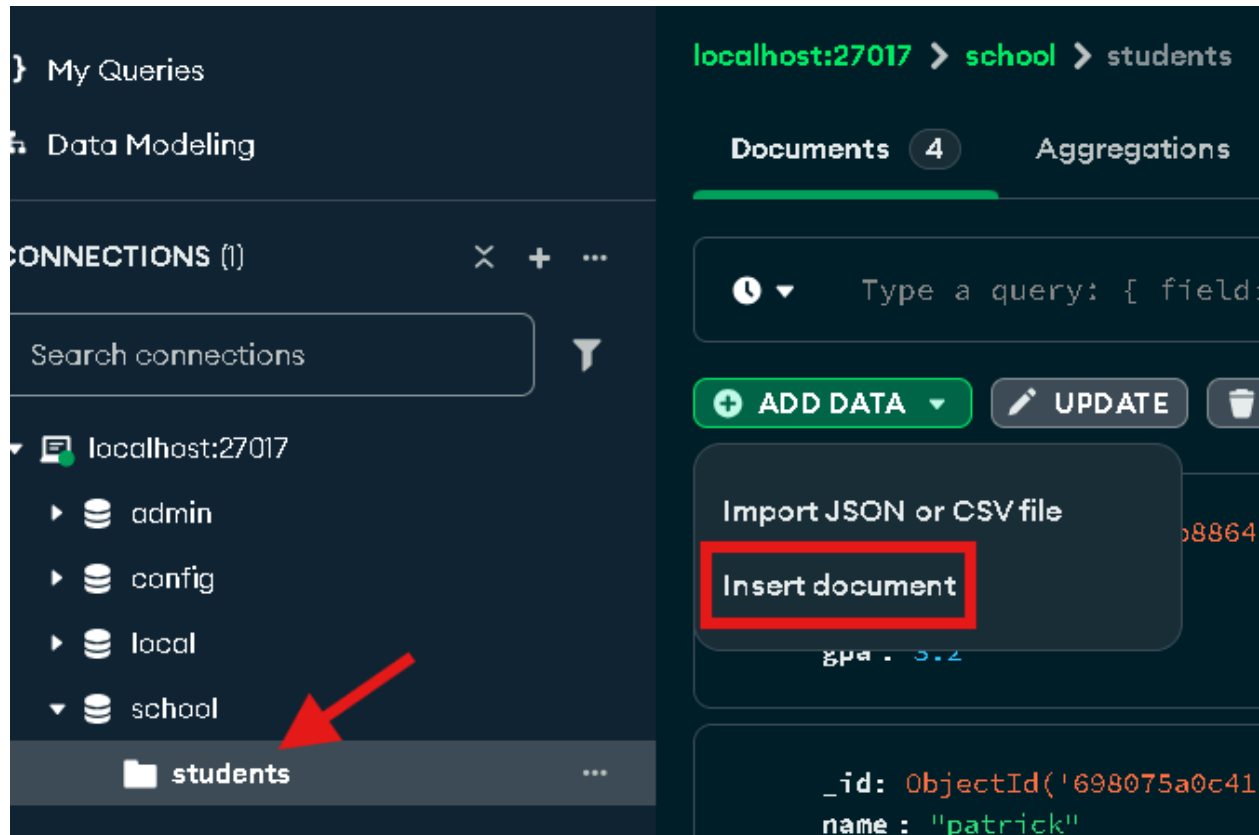 My Queries
Data Modeling
CONNECTIONS (1)
Search connections
localhost:27017
admin
config
local
school
students
localhost:27017 > school > students
Documents 4 Aggregations
Type a query: { field:
ADD DATA UPDATE
Import JSON or CSV file
b8864
Insert document
gpa : 3.2
_id: ObjectId('698075a0c41
name : "patrick"